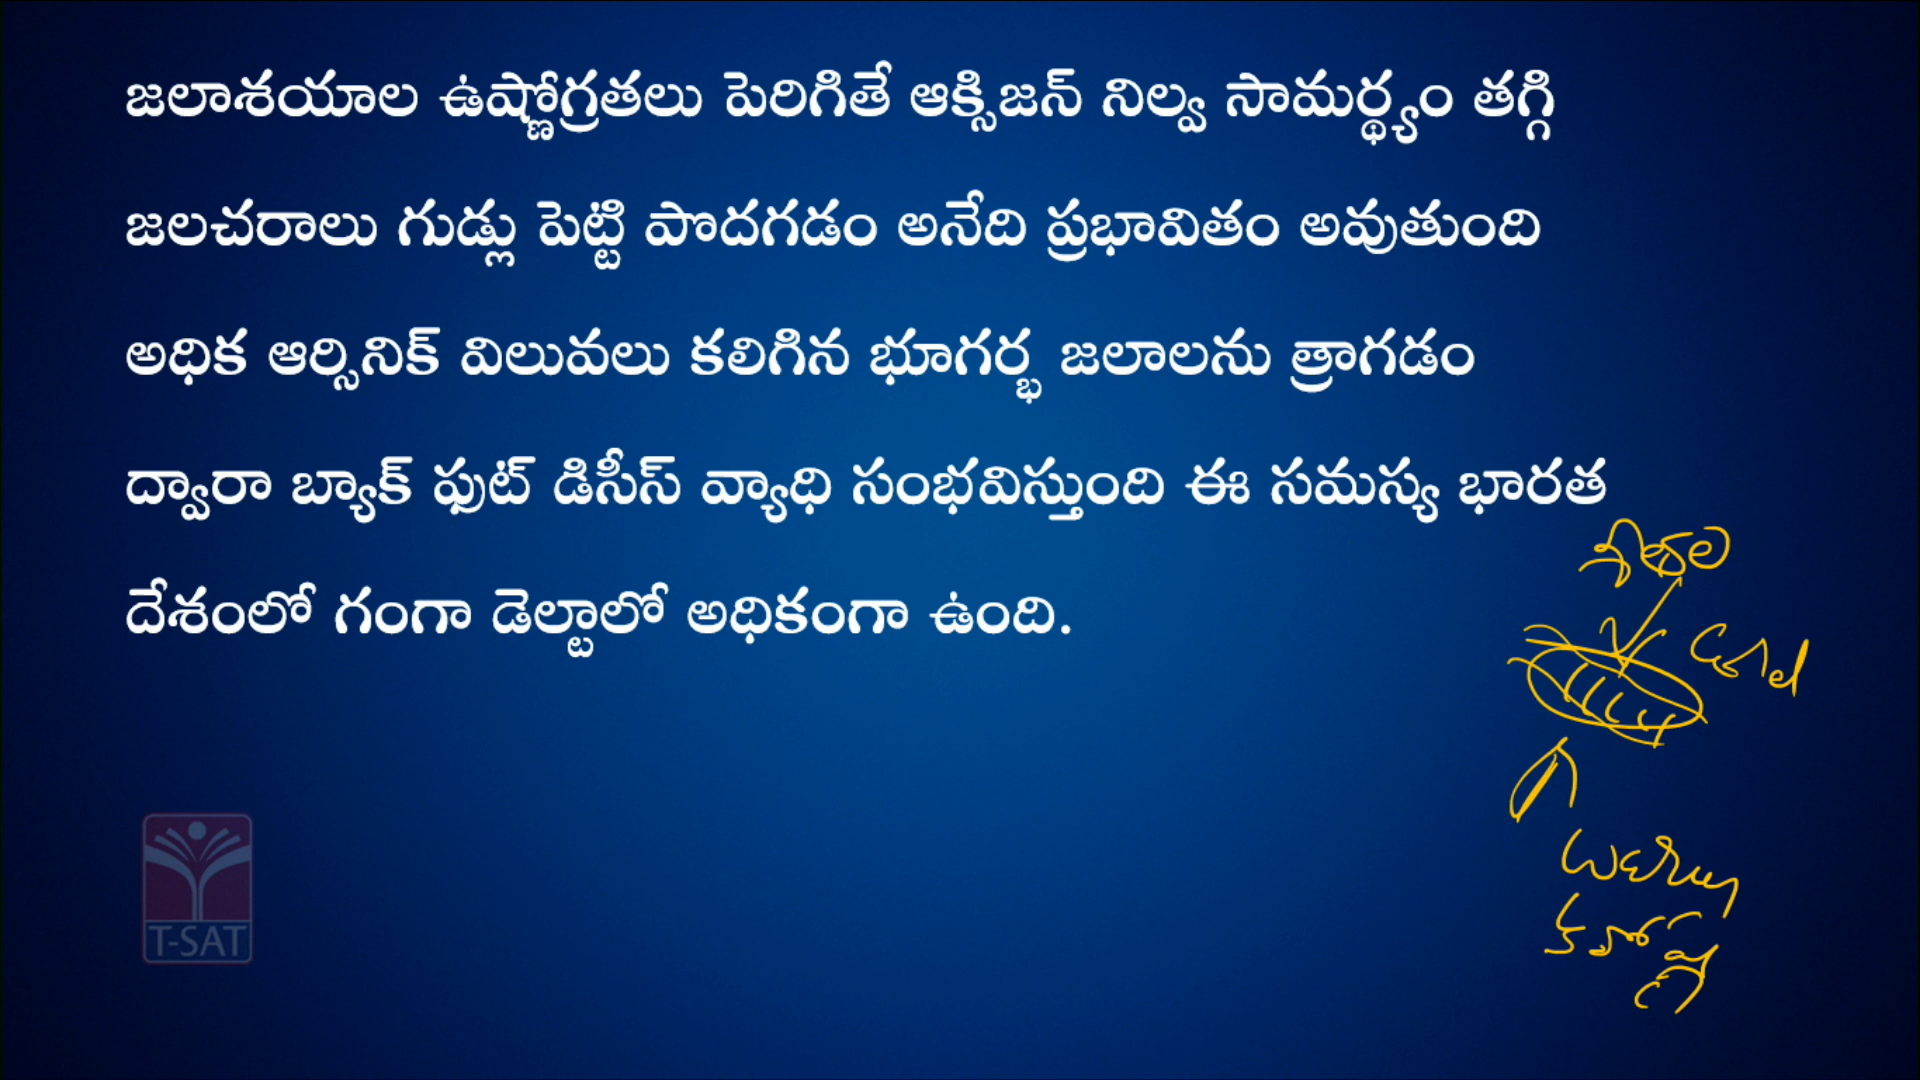 జలాశయాల ఉష్ణోగ్రతలు పెరిగితే ఆక్సిజన్ నిల్వ సామర్థ్యం తగ్గి
జలచరాలు గుడ్లు పెట్టి పొదగడం అనేది ప్రభావితం అవుతుంది
అధిక ఆర్సినిక్ విలువలు కలిగిన భూగర్భ జలాలను త్రాగడం
ద్వారా బ్యాక్ ఫుట్ డిసీస్ వ్యాధి సంభవిస్తుంది ఈ సమస్య భారత
దేశంలో గంగా డెల్టాలో అధికంగా ఉంది.
శీతల
T-SAT